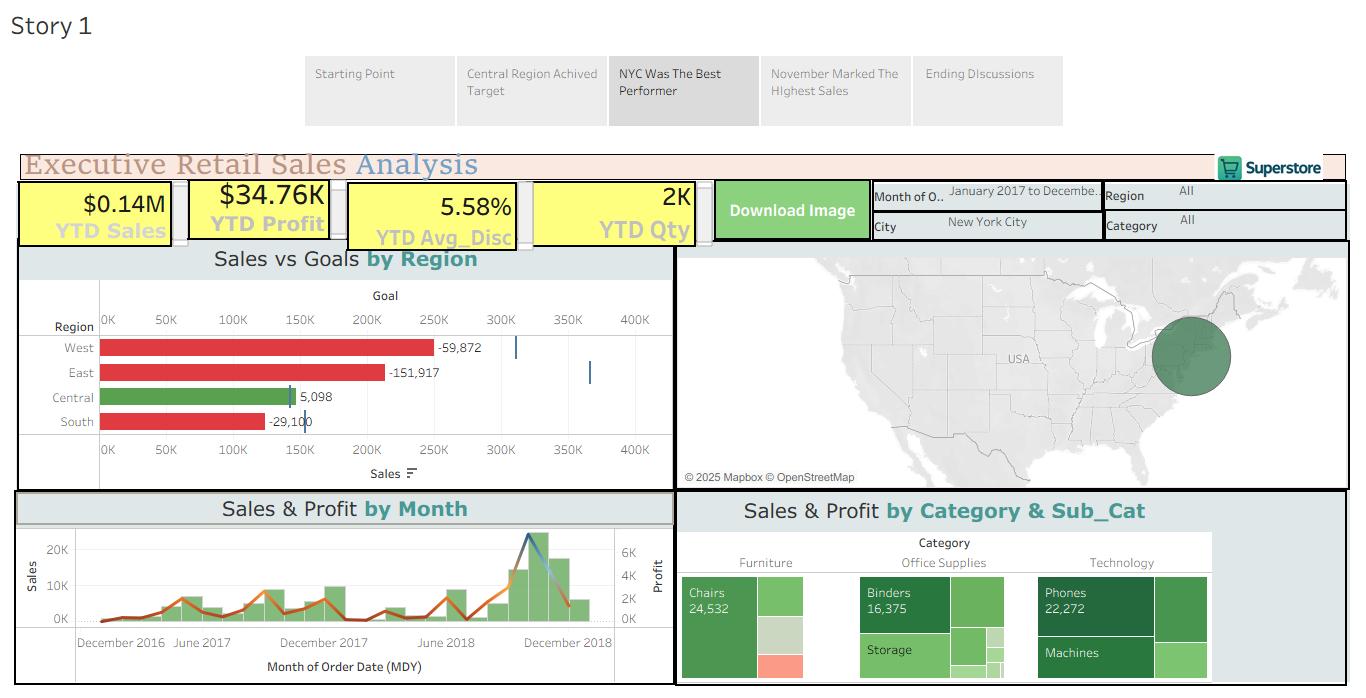 Story 1
Starting Point
Central Region Achived
Target
NYC Was The Best
Performer
November Marked The
HIghest Sales
Ending DIscussions
Executive Retail Sales Analysis
Superstore
$0.14M
YTD Sales
$34.76K
YTD Profit
5.58%
YTD Avg_Disc
2K
YTD Qty
Download Image
Month of O.. January 2017 to Decembe..
Region All
City New York City
Category All
Sales vs Goals by Region
Goal
Region
0K 50K 100K 150K 200K 250K 300K 350K 400K
West -59,872
East -151,917
Central 5,098
South -29,100
0K 50K 100K 150K 200K 250K 300K 350K 400K
Sales
USA
© 2025 Mapbox © OpenStreetMap
Sales & Profit by Month
Sales
20K
10K
0K
6K
4K
2K
0K
Profit
December 2016 June 2017 December 2017 June 2018 December 2018
Month of Order Date (MDY)
Sales & Profit by Category & Sub_Cat
Category
Furniture Office Supplies Technology
Chairs
24,532
Binders
16,375
Storage
Phones
22,272
Machines